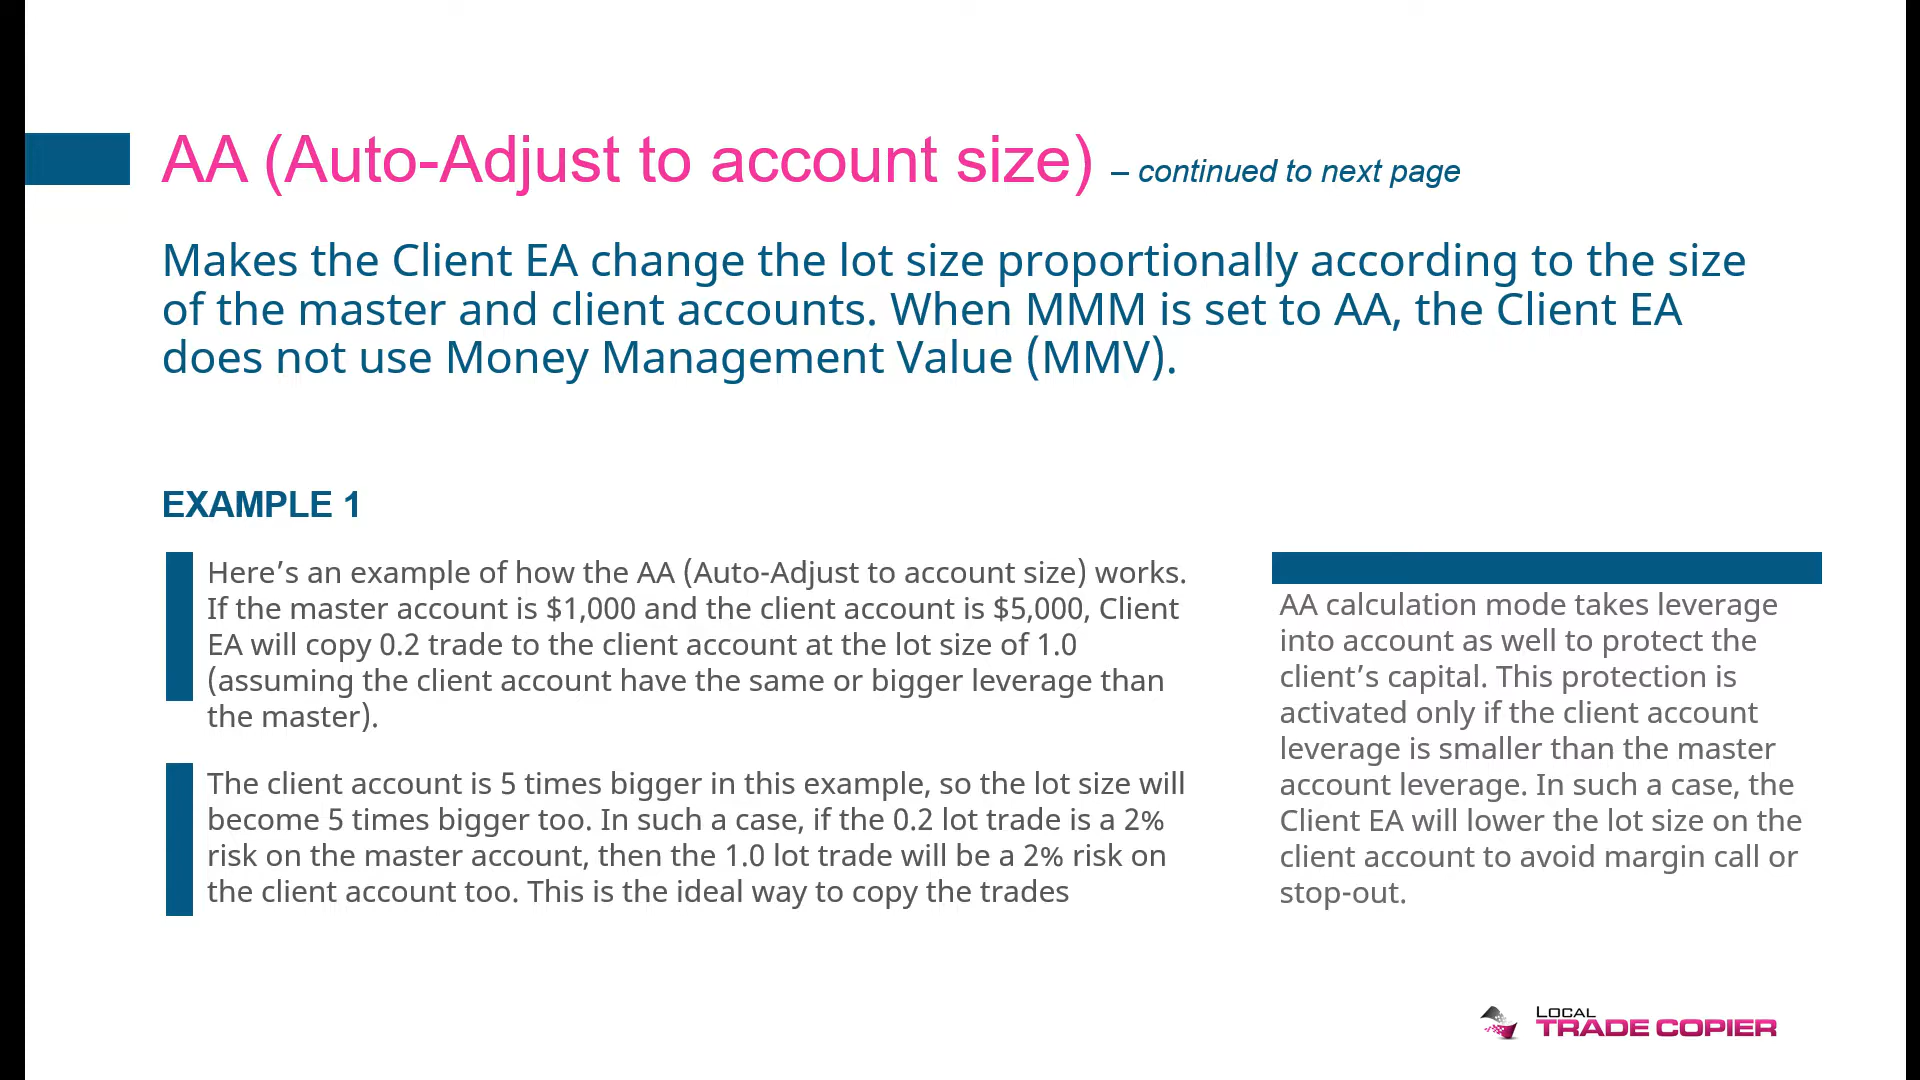 AA (Auto-Adjust to account size) – continued to next page
Makes the Client EA change the lot size proportionally according to the size
of the master and client accounts. When MMM is set to AA, the Client EA
does not use Money Management Value (MMV).
EXAMPLE 1
Here’s an example of how the AA (Auto-Adjust to account size) works.
If the master account is $1,000 and the client account is $5,000, Client
EA will copy 0.2 trade to the client account at the lot size of 1.0
(assuming the client account have the same or bigger leverage than
the master).
The client account is 5 times bigger in this example, so the lot size will
become 5 times bigger too. In such a case, if the 0.2 lot trade is a 2%
risk on the master account, then the 1.0 lot trade will be a 2% risk on
the client account too. This is the ideal way to copy the trades
AA calculation mode takes leverage
into account as well to protect the
client’s capital. This protection is
activated only if the client account
leverage is smaller than the master
account leverage. In such a case, the
Client EA will lower the lot size on the
client account to avoid margin call or
stop-out.
LOCAL
TRADE COPIER